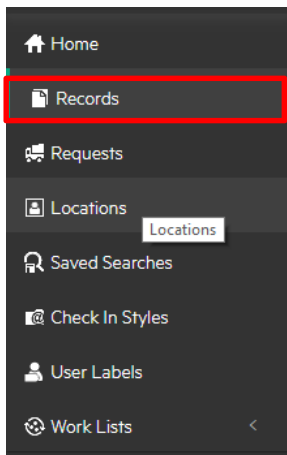 Home
Records
Requests
Locations
Locations
Saved Searches
Check In Styles
User Labels
Work Lists